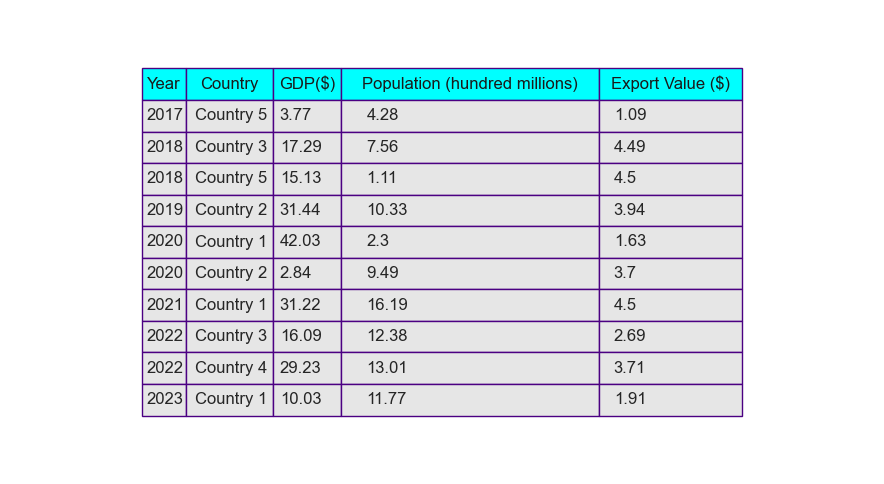 Year Country GDP($) Population (hundred millions) Export Value ($)
2017 Country 5 3.77 4.28 1.09
2018 Country 3 17.29 7.56 4.49
2018 Country 5 15.13 1.11 4.5
2019 Country 2 31.44 10.33 3.94
2020 Country 1 42.03 2.3 1.63
2020 Country 2 2.84 9.49 3.7
2021 Country 1 31.22 16.19 4.5
2022 Country 3 16.09 12.38 2.69
2022 Country 4 29.23 13.01 3.71
2023 Country 1 10.03 11.77 1.91